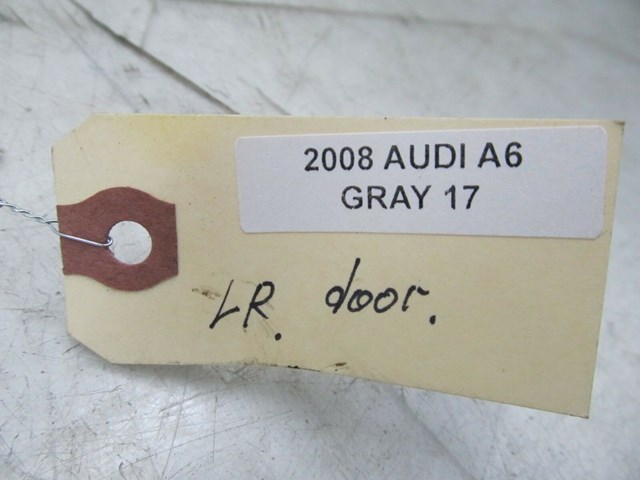 2008 AUDI A6
GRAY 17
LR. door.